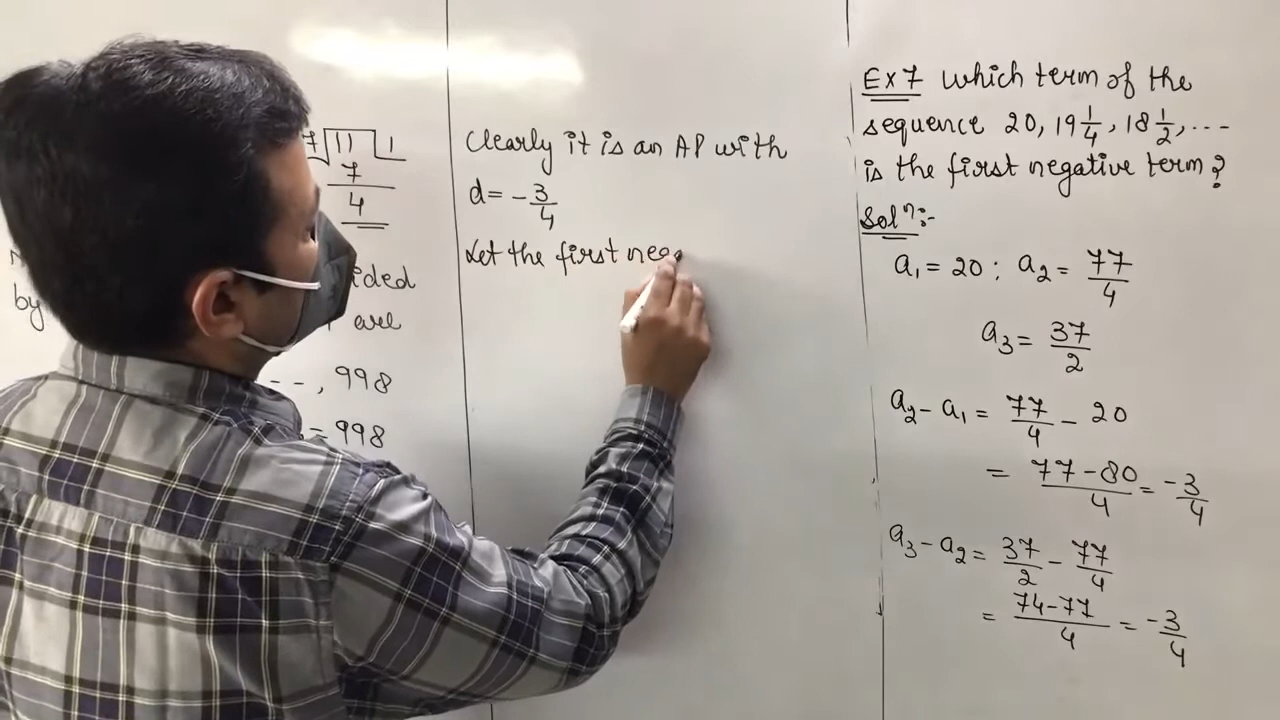 7 11 1
7
4
by
are
, 998
= 998
Clearly it is an AP with
d = -3/4
Let the first neg
Ex 7 which term of the
sequence 20, 19 1/4, 18 1/2, ...
is the first negative term?
Solⁿ:-
a₁ = 20 ; a₂ = 77/4
a₃ = 37/2
a₂ - a₁ = 77/4 - 20
= 77-80/4 = -3/4
a₃ - a₂ = 37/2 - 77/4
= 74-77/4 = -3/4